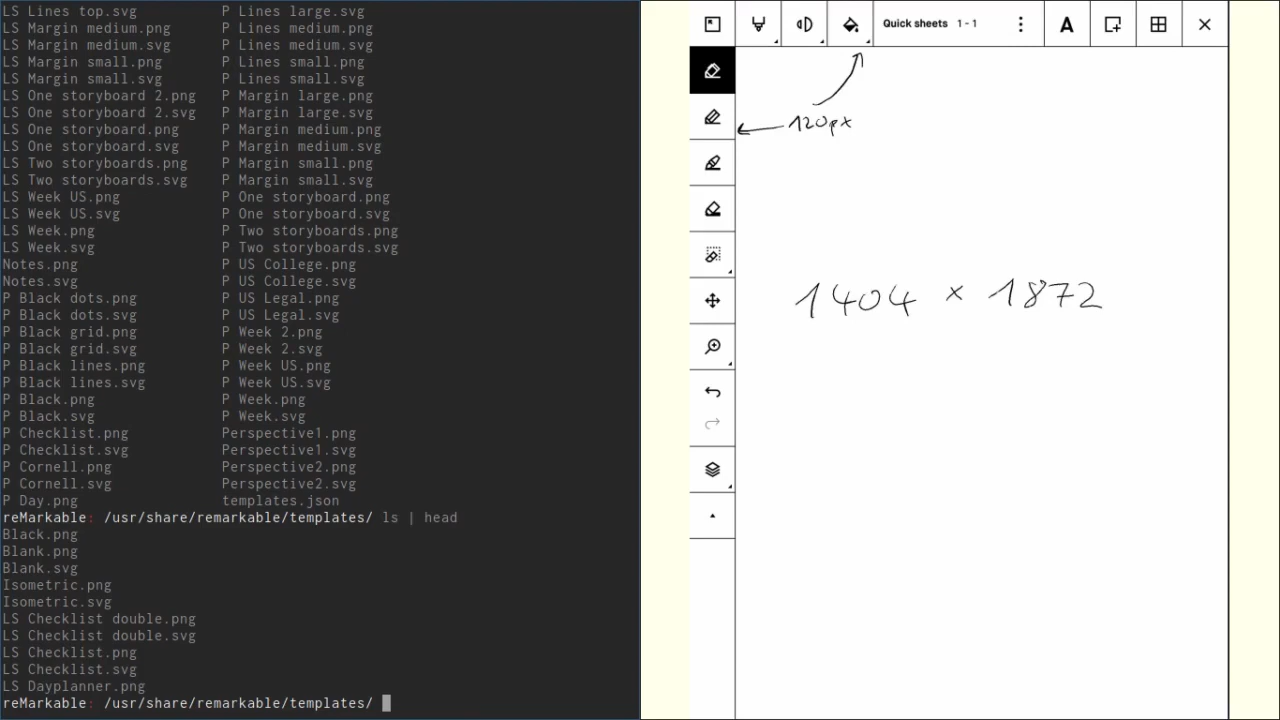 LS Lines top.svg P Lines large.svg
LS Margin medium.png P Lines medium.png
LS Margin medium.svg P Lines medium.svg
LS Margin small.png P Lines small.png
LS Margin small.svg P Lines small.svg
LS One storyboard 2.png P Margin large.png
LS One storyboard 2.svg P Margin large.svg
LS One storyboard.png P Margin medium.png
LS One storyboard.svg P Margin medium.svg
LS Two storyboards.png P Margin small.png
LS Two storyboards.svg P Margin small.svg
LS Week US.png P One storyboard.png
LS Week US.svg P One storyboard.svg
LS Week.png P Two storyboards.png
LS Week.svg P Two storyboards.svg
Notes.png P US College.png
Notes.svg P US College.svg
P Black dots.png P US Legal.png
P Black dots.svg P US Legal.svg
P Black grid.png P Week 2.png
P Black grid.svg P Week 2.svg
P Black lines.png P Week US.png
P Black lines.svg P Week US.svg
P Black.png P Week.png
P Black.svg P Week.svg
P Checklist.png Perspective1.png
P Checklist.svg Perspective1.svg
P Cornell.png Perspective2.png
P Cornell.svg Perspective2.svg
P Day.png templates.json
reMarkable: /usr/share/remarkable/templates/ ls | head
Black.png
Blank.png
Blank.svg
Isometric.png
Isometric.svg
LS Checklist double.png
LS Checklist double.svg
LS Checklist.png
LS Checklist.svg
LS Dayplanner.png
reMarkable: /usr/share/remarkable/templates/
Quick sheets 1 - 1
A
120px
1404 x 1872